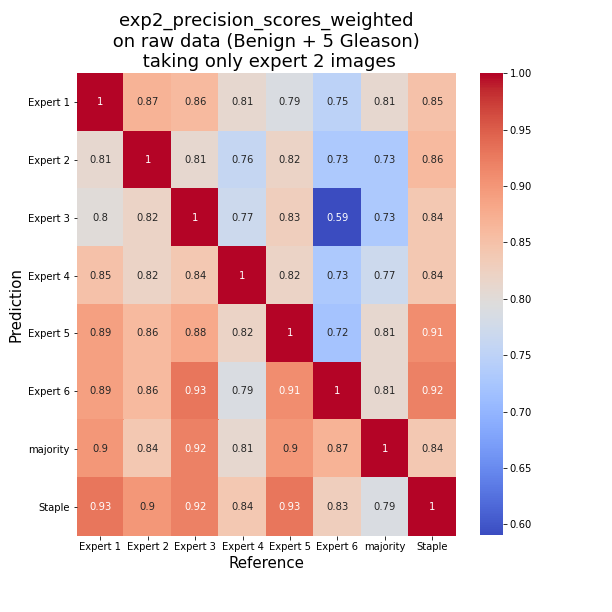 exp2_precision_scores_weighted
on raw data (Benign + 5 Gleason)
taking only expert 2 images
Prediction
Expert 1 1 0.87 0.86 0.81 0.79 0.75 0.81 0.85
Expert 2 0.81 1 0.81 0.76 0.82 0.73 0.73 0.86
Expert 3 0.8 0.82 1 0.77 0.83 0.59 0.73 0.84
Expert 4 0.85 0.82 0.84 1 0.82 0.73 0.77 0.84
Expert 5 0.89 0.86 0.88 0.82 1 0.72 0.81 0.91
Expert 6 0.89 0.86 0.93 0.79 0.91 1 0.81 0.92
majority 0.9 0.84 0.92 0.81 0.9 0.87 1 0.84
Staple 0.93 0.9 0.92 0.84 0.93 0.83 0.79 1
Expert 1 Expert 2 Expert 3 Expert 4 Expert 5 Expert 6 majority Staple
Reference
1.00
0.95
0.90
0.85
0.80
0.75
0.70
0.65
0.60